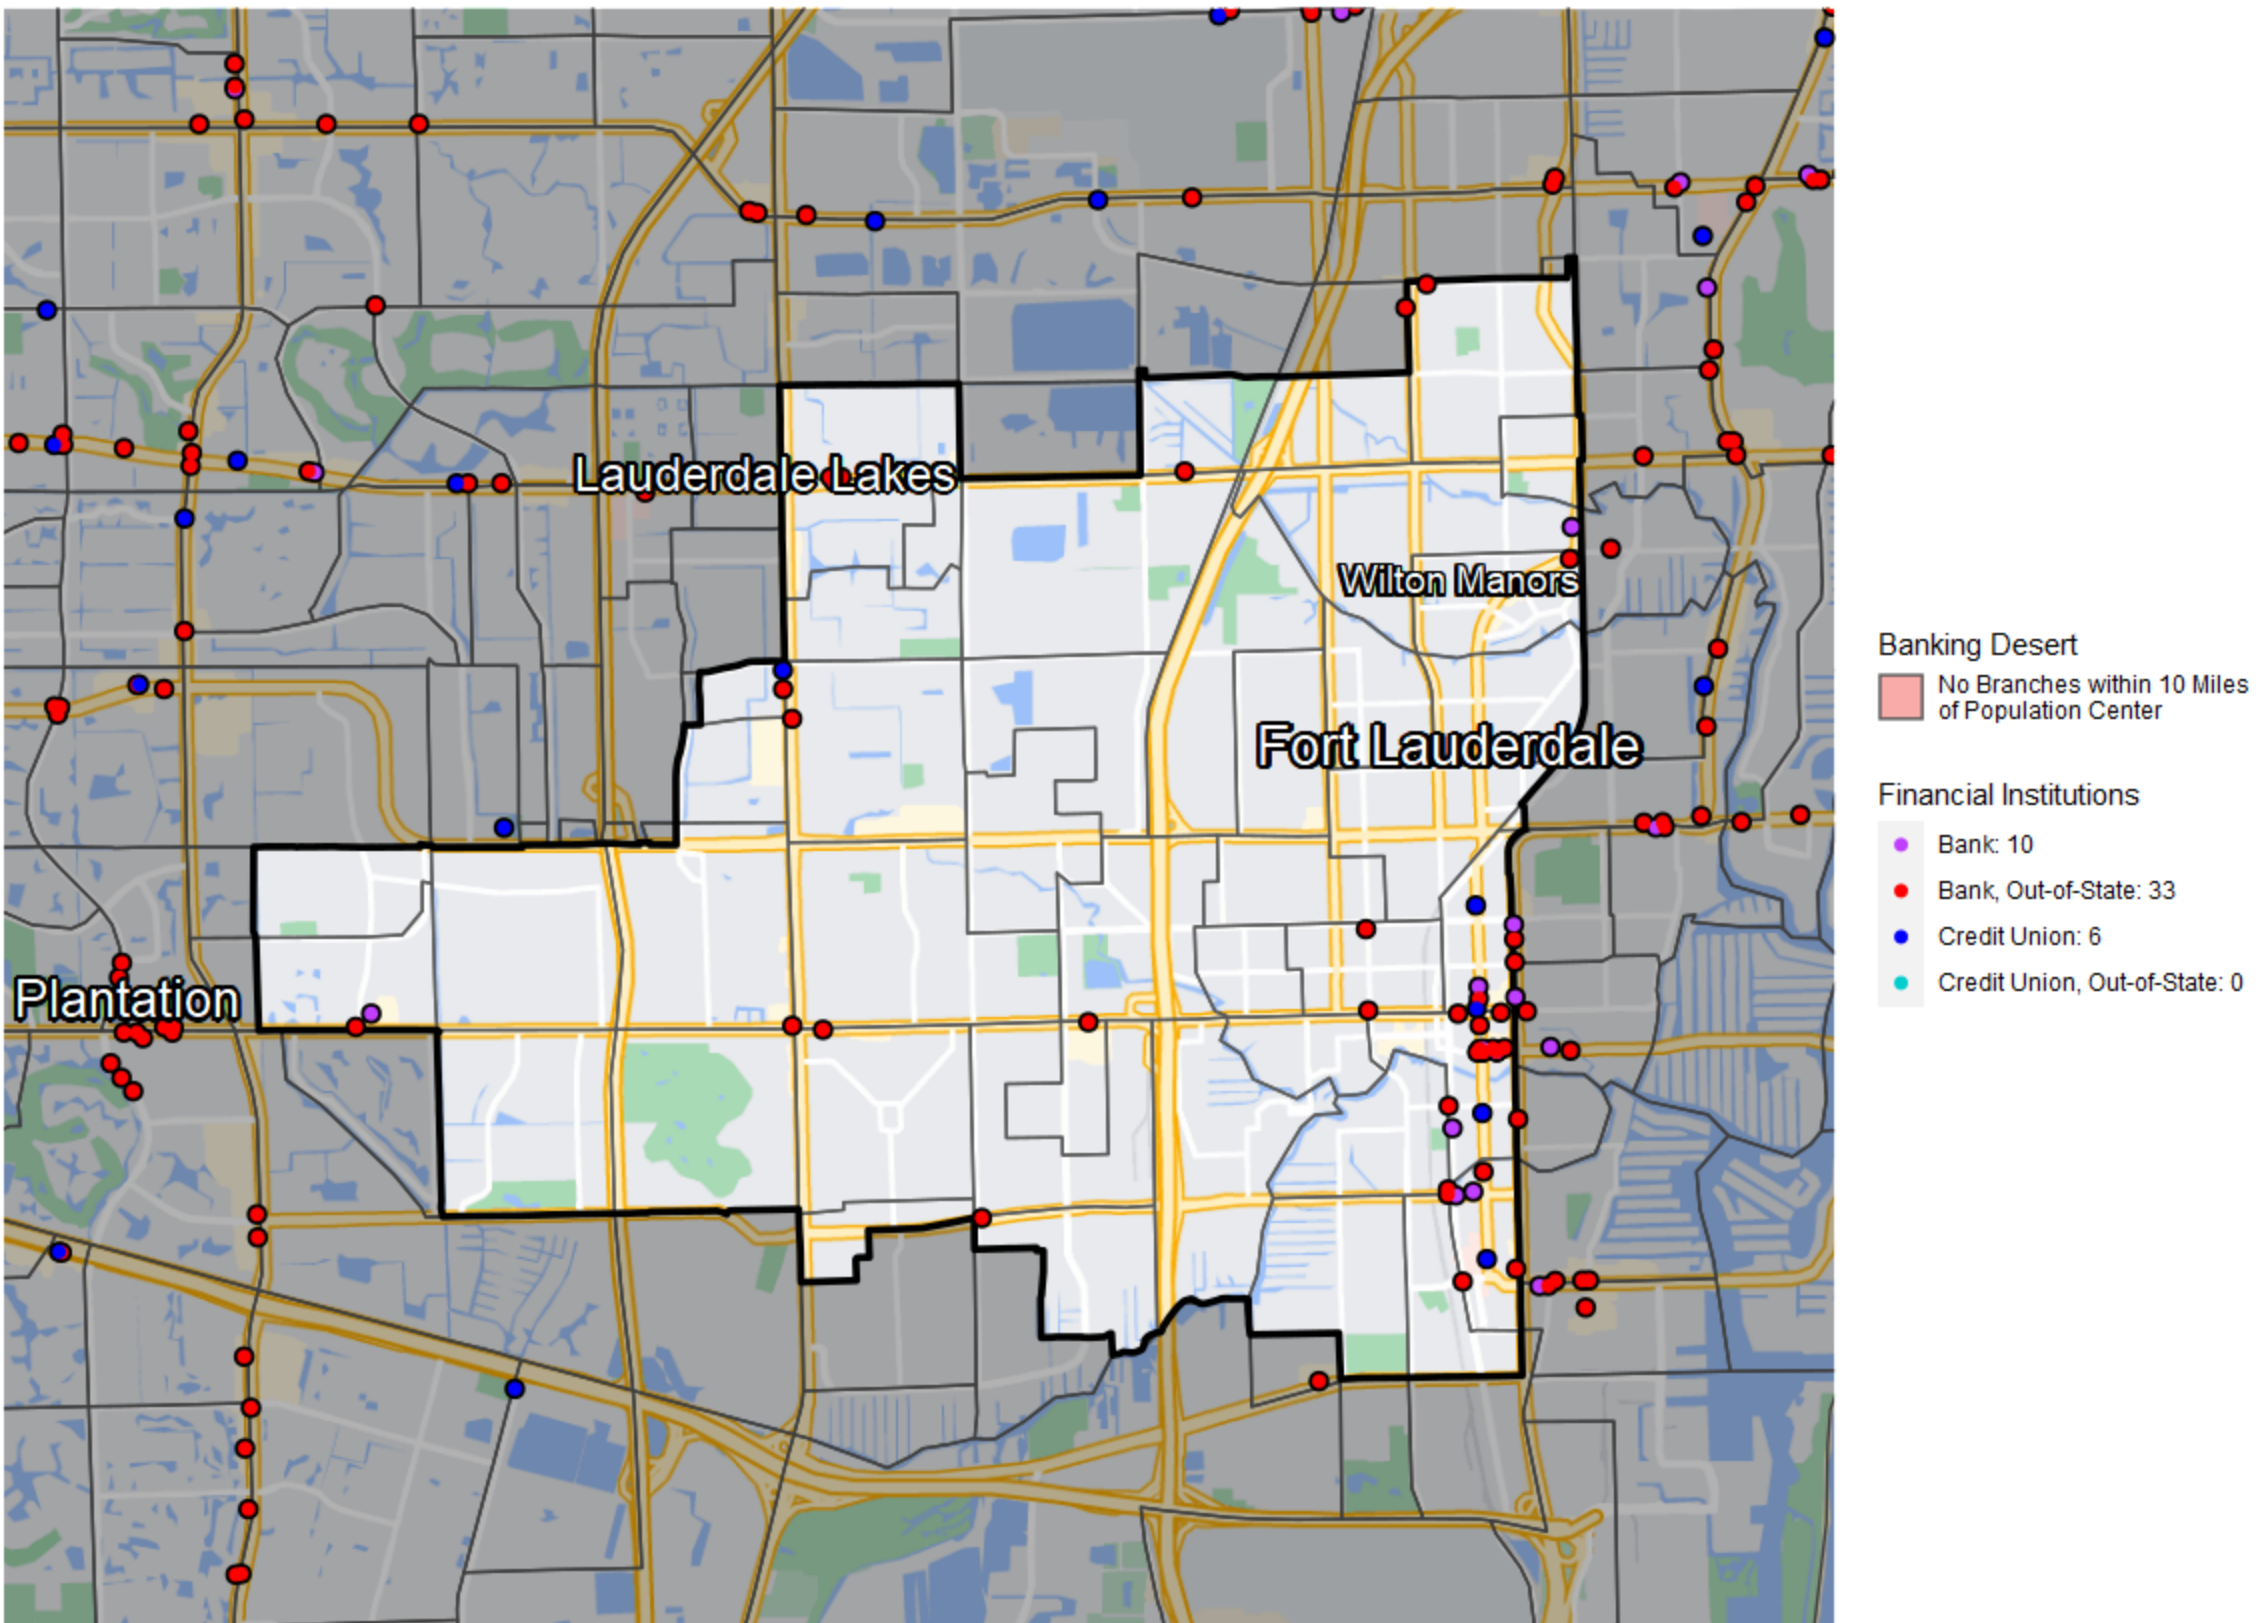 Lauderdale Lakes
Wilton Manors
Fort Lauderdale
Plantation
Banking Desert
No Branches within 10 Miles
of Population Center
Financial Institutions
Bank: 10
Bank, Out-of-State: 33
Credit Union: 6
Credit Union, Out-of-State: 0